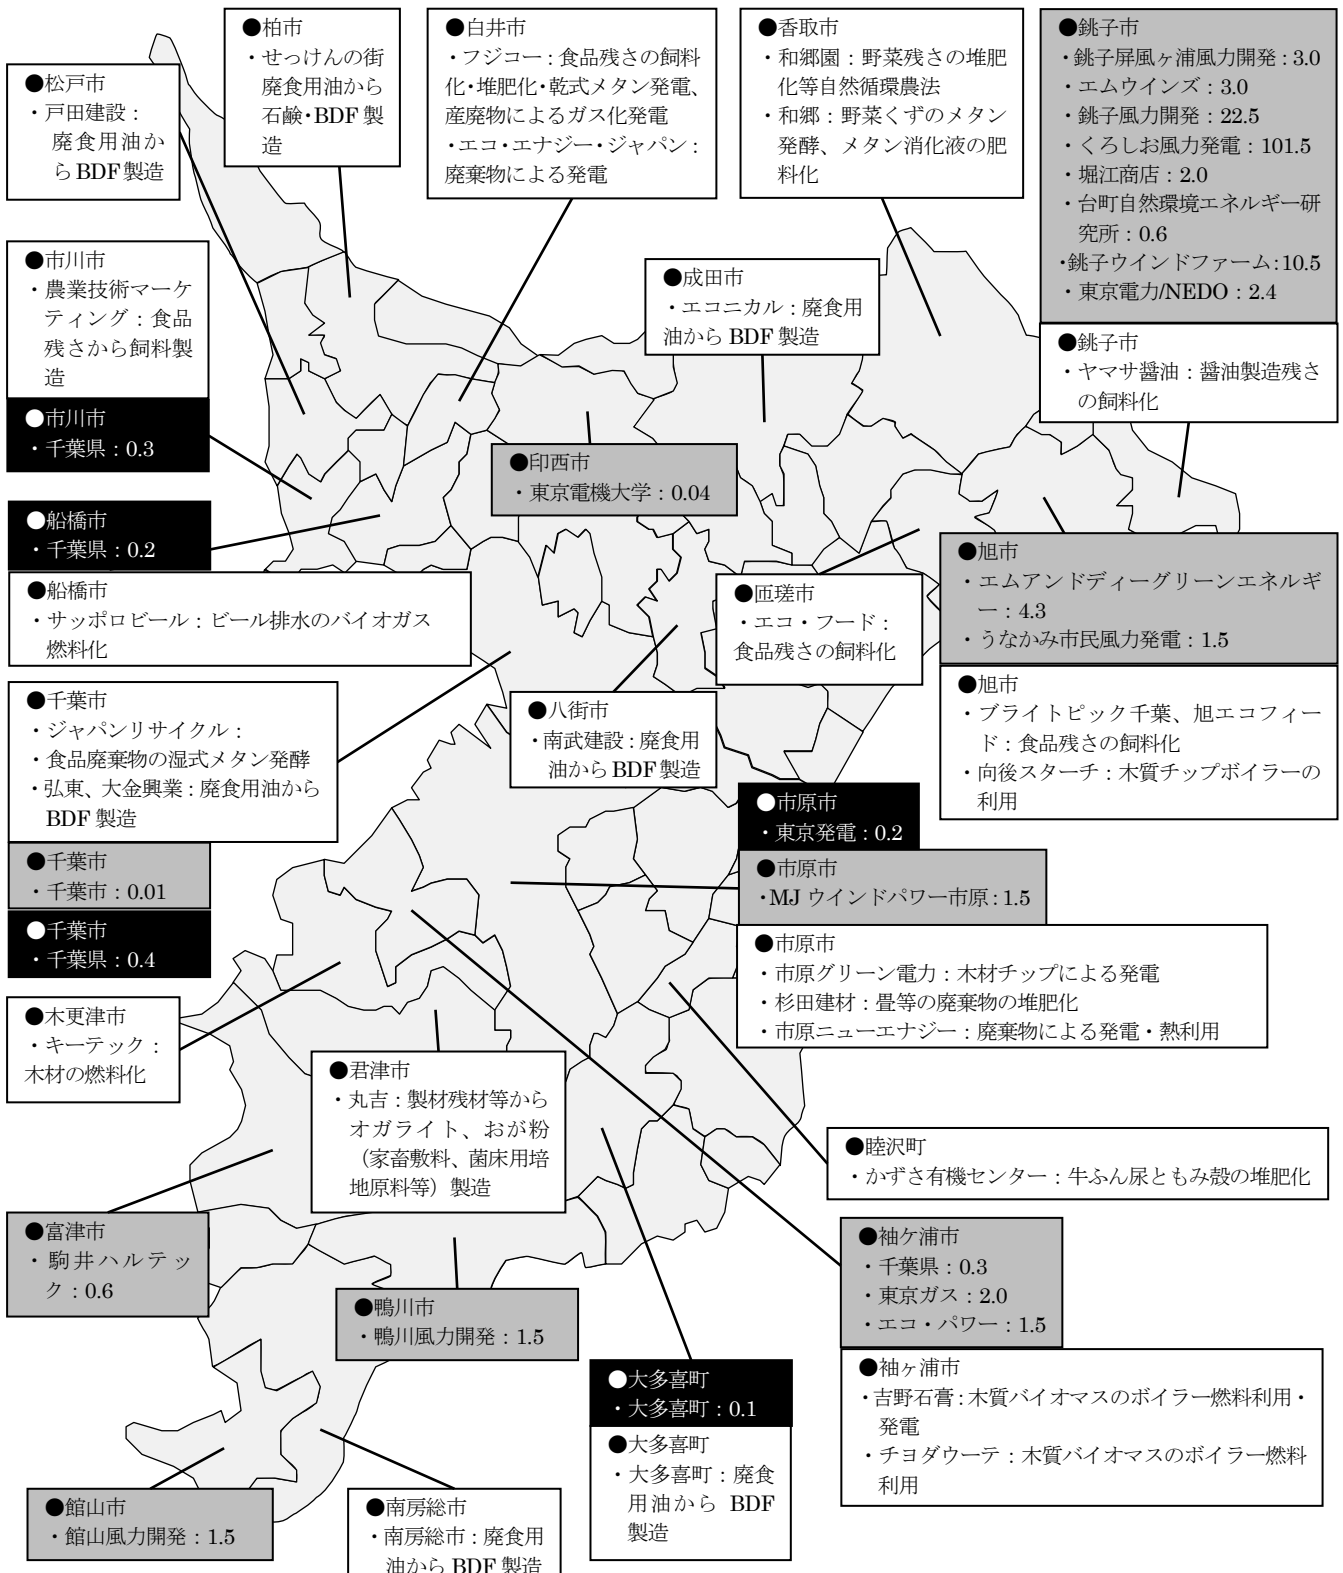 ●松戸市
・戸田建設：
廃食用油か
ら BDF 製造
●柏市
・せっけんの街
廃食用油から
石鹸・BDF 製
造
●白井市
・フジコー：食品残さの飼料
化・堆肥化・乾式メタン発電、
産廃物によるガス化発電
・エコ・エナジー・ジャパン：
廃棄物による発電
●香取市
・和郷園：野菜残さの堆肥
化等自然循環農法
・和郷：野菜くずのメタン
発酵、メタン消化液の肥
料化
●銚子市
・銚子屏風ヶ浦風力開発：3.0
・エムウインズ：3.0
・銚子風力開発：22.5
・くろしお風力発電：101.5
・堀江商店：2.0
・台町自然環境エネルギー研
究所：0.6
・銚子ウインドファーム：10.5
・東京電力/NEDO：2.4
●銚子市
・ヤマサ醤油：醤油製造残さ
の飼料化
●市川市
・農業技術マーケ
ティング：食品
残さから飼料製
造
●市川市
・千葉県：0.3
●成田市
・エコニカル：廃食用
油から BDF 製造
●印西市
・東京電機大学：0.04
●船橋市
・千葉県：0.2
●船橋市
・サッポロビール：ビール排水のバイオガス
燃料化
●匝瑳市
・エコ・フード：
食品残さの飼料化
●旭市
・エムアンドディーグリーンエネルギ
ー：4.3
・うなかみ市民風力発電：1.5
●旭市
・ブライトピック千葉、旭エコフィー
ド：食品残さの飼料化
・向後スターチ：木質チップボイラーの
利用
●千葉市
・ジャパンリサイクル：
・食品廃棄物の湿式メタン発酵
・弘東、大金興業：廃食用油から
BDF 製造
●千葉市
・千葉市：0.01
●千葉市
・千葉県：0.4
●八街市
・南武建設：廃食用
油から BDF 製造
●市原市
・東京発電：0.2
●市原市
・MJ ウインドパワー市原：1.5
●市原市
・市原グリーン電力：木材チップによる発電
・杉田建材：畳等の廃棄物の堆肥化
・市原ニューエナジー：廃棄物による発電・熱利用
●木更津市
・キーテック：
木材の燃料化
●君津市
・丸吉：製材残材等から
オガライト、おが粉
（家畜敷料、菌床用培
地原料等）製造
●睦沢町
・かずさ有機センター：牛ふん尿ともみ殻の堆肥化
●富津市
・駒井ハルテッ
ク：0.6
●鴨川市
・鴨川風力開発：1.5
●袖ケ浦市
・千葉県：0.3
・東京ガス：2.0
・エコ・パワー：1.5
●袖ヶ浦市
・吉野石膏：木質バイオマスのボイラー燃料利用・
発電
・チヨダウーテ：木質バイオマスのボイラー燃料
利用
●大多喜町
・大多喜町：0.1
●大多喜町
・大多喜町：廃食
用油から BDF
製造
●館山市
・館山風力開発：1.5
●南房総市
・南房総市：廃食用
油から BDF 製造